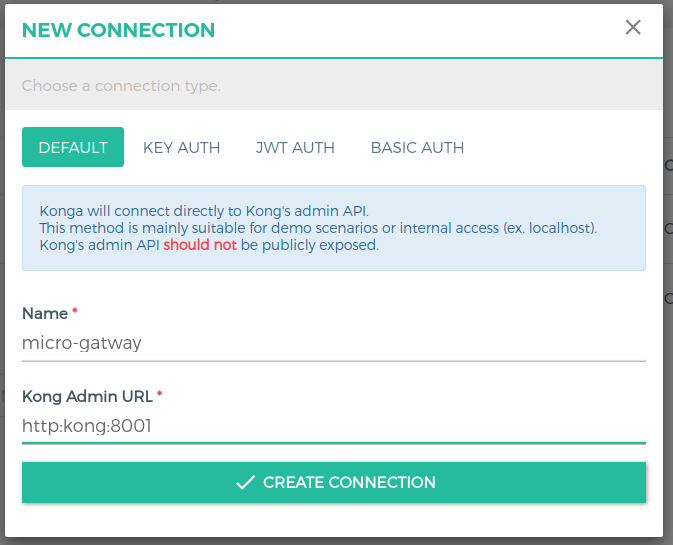 NEW CONNECTION
Choose a connection type.
DEFAULT KEY AUTH JWT AUTH BASIC AUTH
Konga will connect directly to Kong's admin API.
This method is mainly suitable for demo scenarios or internal access (ex. localhost).
Kong's admin API should not be publicly exposed.
Name *
micro-gatway
Kong Admin URL *
http:kong:8001
CREATE CONNECTION